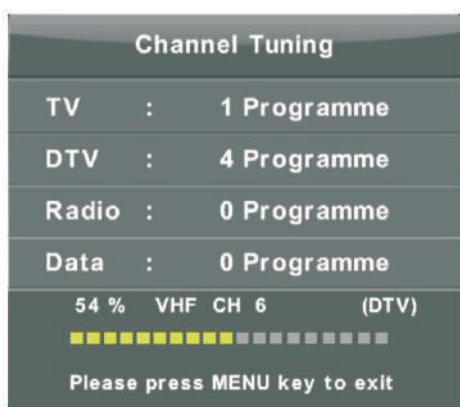 Channel Tuning
TV : 1 Programme
DTV : 4 Programme
Radio : 0 Programme
Data : 0 Programme
54 % VHF CH 6 (DTV)
Please press MENU key to exit